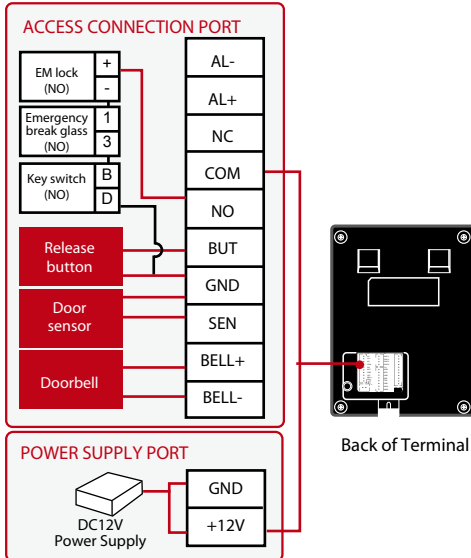 ACCESS CONNECTION PORT
EM lock
(NO)
+
-
Emergency
break glass
(NO)
1
3
Key switch
(NO)
B
D
Release
button
Door
sensor
Doorbell
AL-
AL+
NC
COM
NO
BUT
GND
SEN
BELL+
BELL-
Back of Terminal
POWER SUPPLY PORT
DC12V
Power Supply
GND
+12V